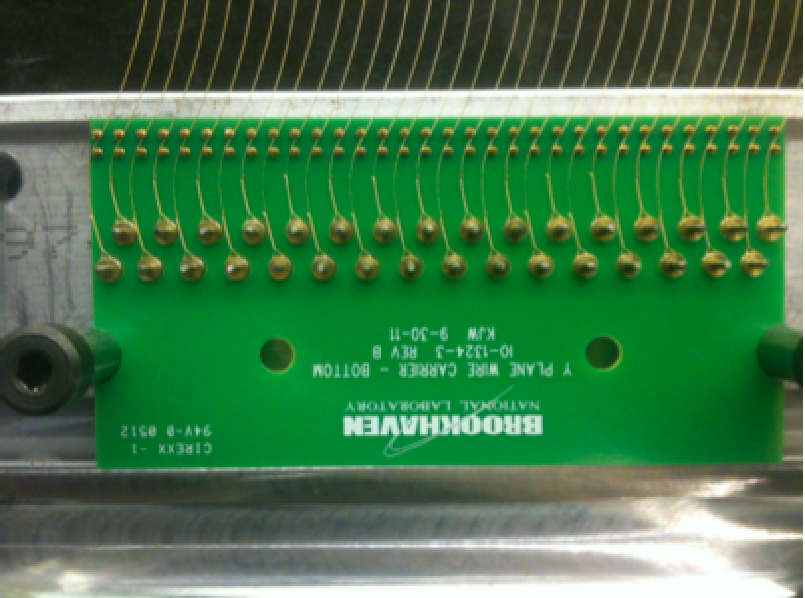 BROOKHAVEN
NATIONAL LABORATORY
Y PLANE WIRE CARRIER - BOTTOM
IO-1324-3 REV B
KJW 9-30-11
CIREXX -1
94V-0 0512